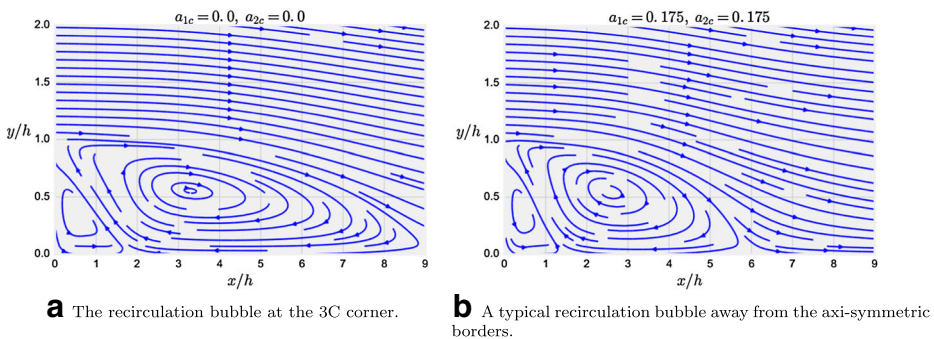 a₁c = 0.0, a₂c = 0.0
2.0
1.5
y/h 1.0
0.5
0.0
0 1 2 3 4 5 6 7 8 9
x/h
a The recirculation bubble at the 3C corner.
a₁c = 0.175, a₂c = 0.175
2.0
1.5
y/h 1.0
0.5
0.0
0 1 2 3 4 5 6 7 8 9
x/h
b A typical recirculation bubble away from the axi-symmetric
borders.